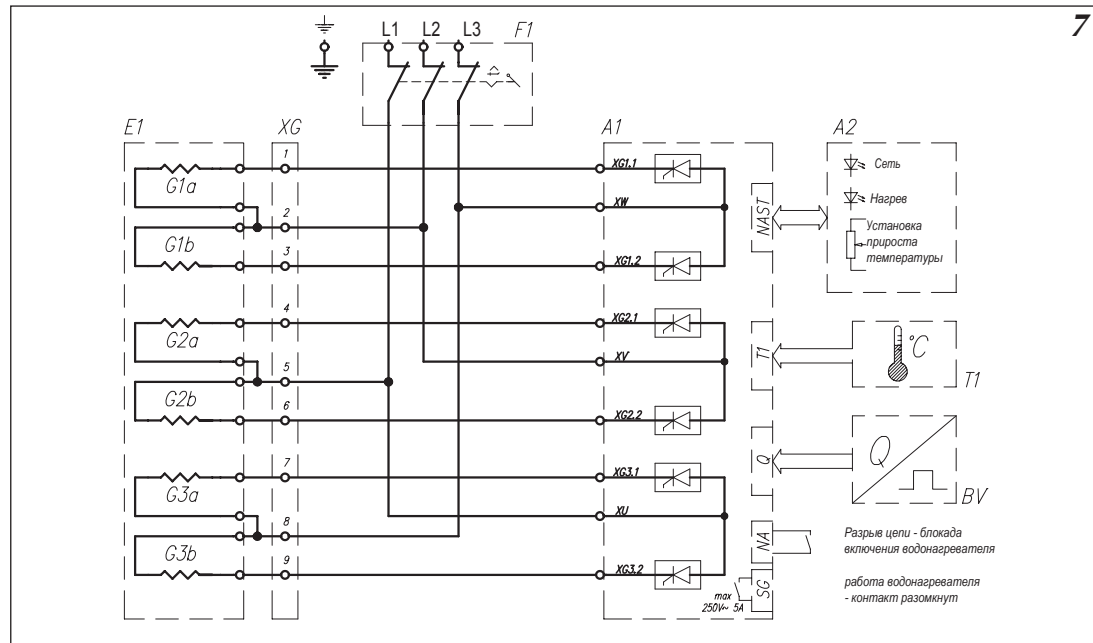 7
L1 L2 L3 F1
E1 XG A1 A2
1 XG1.1
G1a
Сеть
2 XW
Нагрев
NAST
G1b
Установка
прироста
температуры
3 XG1.2
4 XG2.1
G2a
5 XV
T1
°C
T1
G2b
6 XG2.2
7 XG3.1
G3a
Q
Q
BV
8 XU
NA
Разрыв цепи - блокада
включения водонагревателя
G3b
9 XG3.2
SG
max
250V~ 5A
работа водонагревателя
- контакт разомкнут